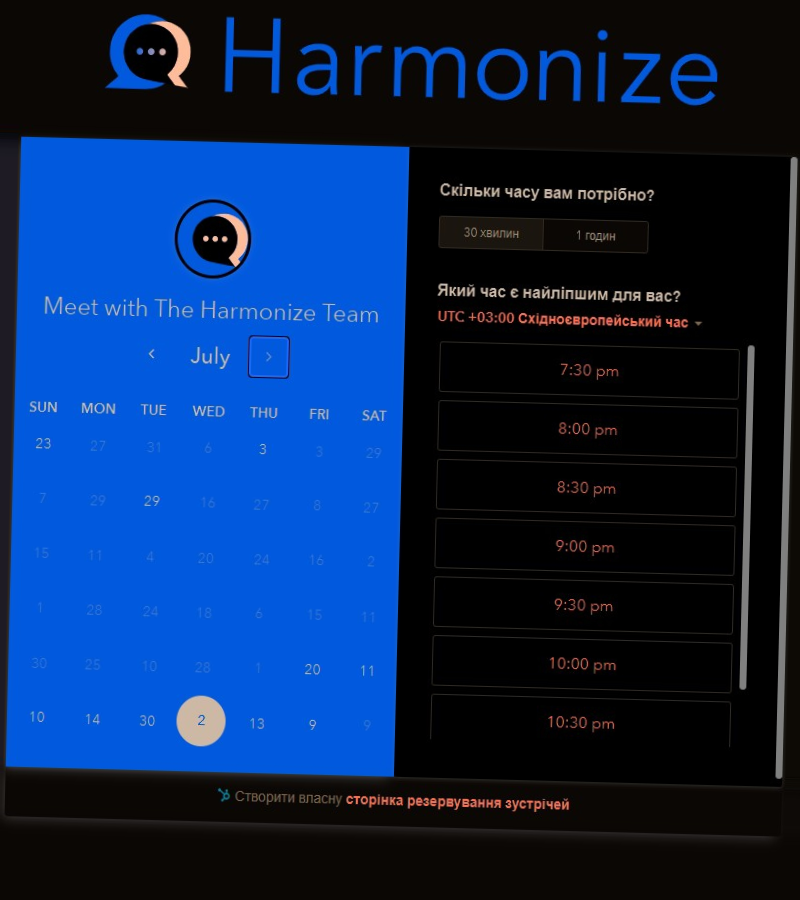 Harmonize
Meet with The Harmonize Team
July
SUN MON TUE WED THU FRI SAT
23 27 31 6 3 3 29
7 29 29 16 27 8 27
15 11 4 20 24 16 2
1 28 24 18 6 15 11
30 25 10 28 1 20 11
10 14 30 2 13 9 9
Скільки часу вам потрібно?
30 хвилин 1 годин
Який час є найліпшим для вас?
UTC +03:00 Східноєвропейський час
7:30 pm
8:00 pm
8:30 pm
9:00 pm
9:30 pm
10:00 pm
10:30 pm
Створити власну сторінка резервування зустрічей